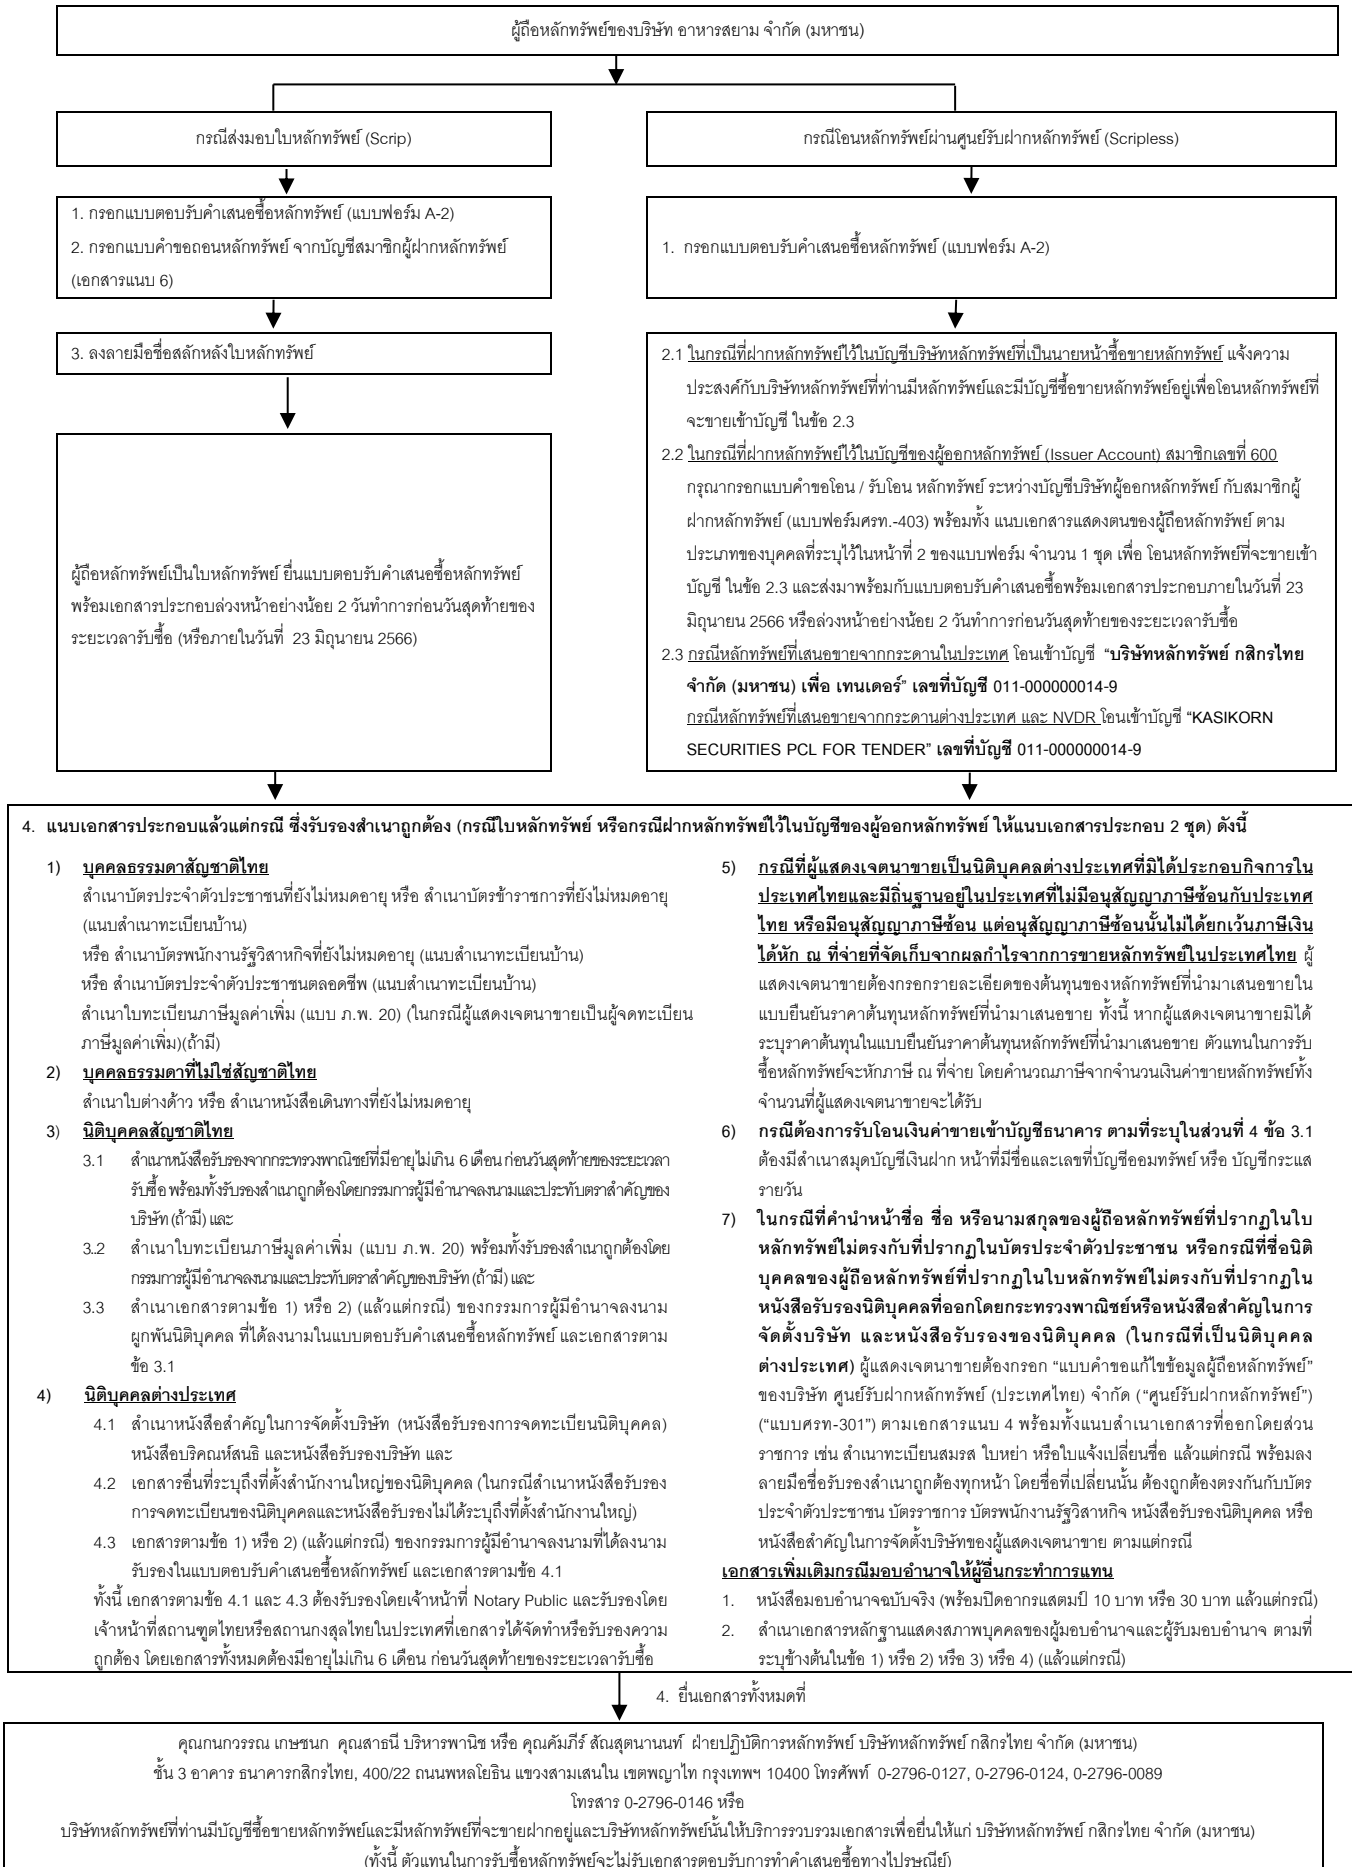 ผู้ถือหลักทรัพย์ของบริษัท อาหารสยาม จำกัด (มหาชน)
กรณีส่งมอบใบหลักทรัพย์ (Scrip)
1. กรอกแบบตอบรับคำเสนอซื้อหลักทรัพย์ (แบบฟอร์ม A-2)
2. กรอกแบบคำขอถอนหลักทรัพย์ จากบัญชีสมาชิกผู้ฝากหลักทรัพย์
(เอกสารแนบ 6)
3. ลงลายมือชื่อสลักหลังใบหลักทรัพย์
ผู้ถือหลักทรัพย์เป็นใบหลักทรัพย์ ยื่นแบบตอบรับคำเสนอซื้อหลักทรัพย์
พร้อมเอกสารประกอบล่วงหน้าอย่างน้อย 2 วันทำการก่อนวันสุดท้ายของ
ระยะเวลารับซื้อ (หรือภายในวันที่ 23 มิถุนายน 2566)
กรณีโอนหลักทรัพย์ผ่านศูนย์รับฝากหลักทรัพย์ (Scripless)
1. กรอกแบบตอบรับคำเสนอซื้อหลักทรัพย์ (แบบฟอร์ม A-2)
2.1 ในกรณีที่ฝากหลักทรัพย์ไว้ในบัญชีบริษัทหลักทรัพย์ที่เป็นนายหน้าซื้อขายหลักทรัพย์ แจ้งความ
ประสงค์กับบริษัทหลักทรัพย์ที่ท่านมีหลักทรัพย์และมีบัญชีซื้อขายหลักทรัพย์อยู่เพื่อโอนหลักทรัพย์ที่
จะขายเข้าบัญชี ในข้อ 2.3
2.2 ในกรณีที่ฝากหลักทรัพย์ไว้ในบัญชีของผู้ออกหลักทรัพย์ (Issuer Account) สมาชิกเลขที่ 600
กรุณากรอกแบบคำขอโอน / รับโอน หลักทรัพย์ ระหว่างบัญชีบริษัทผู้ออกหลักทรัพย์ กับสมาชิกผู้
ฝากหลักทรัพย์ (แบบฟอร์มศรท.-403) พร้อมทั้ง แนบเอกสารแสดงตนของผู้ถือหลักทรัพย์ ตาม
ประเภทของบุคคลที่ระบุไว้ในหน้าที่ 2 ของแบบฟอร์ม จำนวน 1 ชุด เพื่อ โอนหลักทรัพย์ที่จะขายเข้า
บัญชี ในข้อ 2.3 และส่งมาพร้อมกับแบบตอบรับคำเสนอซื้อพร้อมเอกสารประกอบภายในวันที่ 23
มิถุนายน 2566 หรือล่วงหน้าอย่างน้อย 2 วันทำการก่อนวันสุดท้ายของระยะเวลารับซื้อ
2.3 กรณีหลักทรัพย์ที่เสนอขายจากกระดานในประเทศ โอนเข้าบัญชี “บริษัทหลักทรัพย์ กสิกรไทย
จำกัด (มหาชน) เพื่อ เทนเดอร์” เลขที่บัญชี 011-000000014-9
กรณีหลักทรัพย์ที่เสนอขายจากกระดานต่างประเทศ และ NVDR โอนเข้าบัญชี “KASIKORN
SECURITIES PCL FOR TENDER” เลขที่บัญชี 011-000000014-9
4. แนบเอกสารประกอบแล้วแต่กรณี ซึ่งรับรองสำเนาถูกต้อง (กรณีใบหลักทรัพย์ หรือกรณีฝากหลักทรัพย์ไว้ในบัญชีของผู้ออกหลักทรัพย์ ให้แนบเอกสารประกอบ 2 ชุด) ดังนี้
1) บุคคลธรรมดาสัญชาติไทย
สำเนาบัตรประจำตัวประชาชนที่ยังไม่หมดอายุ หรือ สำเนาบัตรข้าราชการที่ยังไม่หมดอายุ
(แนบสำเนาทะเบียนบ้าน)
หรือ สำเนาบัตรพนักงานรัฐวิสาหกิจที่ยังไม่หมดอายุ (แนบสำเนาทะเบียนบ้าน)
หรือ สำเนาบัตรประจำตัวประชาชนตลอดชีพ (แนบสำเนาทะเบียนบ้าน)
สำเนาใบทะเบียนภาษีมูลค่าเพิ่ม (แบบ ภ.พ. 20) (ในกรณีผู้แสดงเจตนาขายเป็นผู้จดทะเบียน
ภาษีมูลค่าเพิ่ม)(ถ้ามี)
2) บุคคลธรรมดาที่ไม่ใช่สัญชาติไทย
สำเนาใบต่างด้าว หรือ สำเนาหนังสือเดินทางที่ยังไม่หมดอายุ
3) นิติบุคคลสัญชาติไทย
3.1 สำเนาหนังสือรับรองจากกระทรวงพาณิชย์ที่มีอายุไม่เกิน 6 เดือน ก่อนวันสุดท้ายของระยะเวลา
รับซื้อ พร้อมทั้งรับรองสำเนาถูกต้องโดยกรรมการผู้มีอำนาจลงนามและประทับตราสำคัญของ
บริษัท (ถ้ามี) และ
3.2 สำเนาใบทะเบียนภาษีมูลค่าเพิ่ม (แบบ ภ.พ. 20) พร้อมทั้งรับรองสำเนาถูกต้องโดย
กรรมการผู้มีอำนาจลงนามและประทับตราสำคัญของบริษัท (ถ้ามี) และ
3.3 สำเนาเอกสารตามข้อ 1) หรือ 2) (แล้วแต่กรณี) ของกรรมการผู้มีอำนาจลงนาม
ผูกพันนิติบุคคล ที่ได้ลงนามในแบบตอบรับคำเสนอซื้อหลักทรัพย์ และเอกสารตาม
ข้อ 3.1
4) นิติบุคคลต่างประเทศ
4.1 สำเนาหนังสือสำคัญในการจัดตั้งบริษัท (หนังสือรับรองการจดทะเบียนนิติบุคคล)
หนังสือบริคณห์สนธิ และหนังสือรับรองบริษัท และ
4.2 เอกสารอื่นที่ระบุถึงที่ตั้งสำนักงานใหญ่ของนิติบุคคล (ในกรณีสำเนาหนังสือรับรอง
การจดทะเบียนของนิติบุคคลและหนังสือรับรองไม่ได้ระบุถึงที่ตั้งสำนักงานใหญ่)
4.3 เอกสารตามข้อ 1) หรือ 2) (แล้วแต่กรณี) ของกรรมการผู้มีอำนาจลงนามที่ได้ลงนาม
รับรองในแบบตอบรับคำเสนอซื้อหลักทรัพย์ และเอกสารตามข้อ 4.1
ทั้งนี้ เอกสารตามข้อ 4.1 และ 4.3 ต้องรับรองโดยเจ้าหน้าที่ Notary Public และรับรองโดย
เจ้าหน้าที่สถานฑูตไทยหรือสถานกงสุลไทยในประเทศที่เอกสารได้จัดทำหรือรับรองความ
ถูกต้อง โดยเอกสารทั้งหมดต้องมีอายุไม่เกิน 6 เดือน ก่อนวันสุดท้ายของระยะเวลารับซื้อ
5) กรณีที่ผู้แสดงเจตนาขายเป็นนิติบุคคลต่างประเทศที่มิได้ประกอบกิจการใน
ประเทศไทยและมีถิ่นฐานอยู่ในประเทศที่ไม่มีอนุสัญญาภาษีซ้อนกับประเทศ
ไทย หรือมีอนุสัญญาภาษีซ้อน แต่อนุสัญญาภาษีซ้อนนั้นไม่ได้ยกเว้นภาษีเงิน
ได้หัก ณ ที่จ่ายที่จัดเก็บจากผลกำไรจากการขายหลักทรัพย์ในประเทศไทย ผู้
แสดงเจตนาขายต้องกรอกรายละเอียดของต้นทุนของหลักทรัพย์ที่นำมาเสนอขายใน
แบบยืนยันราคาต้นทุนหลักทรัพย์ที่นำมาเสนอขาย ทั้งนี้ หากผู้แสดงเจตนาขายมิได้
ระบุราคาต้นทุนในแบบยืนยันราคาต้นทุนหลักทรัพย์ที่นำมาเสนอขาย ตัวแทนในการรับ
ซื้อหลักทรัพย์จะหักภาษี ณ ที่จ่าย โดยคำนวณภาษีจากจำนวนเงินค่าขายหลักทรัพย์ทั้ง
จำนวนที่ผู้แสดงเจตนาขายจะได้รับ
6) กรณีต้องการรับโอนเงินค่าขายเข้าบัญชีธนาคาร ตามที่ระบุในส่วนที่ 4 ข้อ 3.1
ต้องมีสำเนาสมุดบัญชีเงินฝาก หน้าที่มีชื่อและเลขที่บัญชีออมทรัพย์ หรือ บัญชีกระแส
รายวัน
7) ในกรณีที่คำนำหน้าชื่อ ชื่อ หรือนามสกุลของผู้ถือหลักทรัพย์ที่ปรากฏในใบ
หลักทรัพย์ไม่ตรงกับที่ปรากฏในบัตรประจำตัวประชาชน หรือกรณีที่ชื่อนิติ
บุคคลของผู้ถือหลักทรัพย์ที่ปรากฏในใบหลักทรัพย์ไม่ตรงกับที่ปรากฏใน
หนังสือรับรองนิติบุคคลที่ออกโดยกระทรวงพาณิชย์หรือหนังสือสำคัญในการ
จัดตั้งบริษัท และหนังสือรับรองของนิติบุคคล (ในกรณีที่เป็นนิติบุคคล
ต่างประเทศ) ผู้แสดงเจตนาขายต้องกรอก “แบบคำขอแก้ไขข้อมูลผู้ถือหลักทรัพย์”
ของบริษัท ศูนย์รับฝากหลักทรัพย์ (ประเทศไทย) จำกัด (“ศูนย์รับฝากหลักทรัพย์”)
(“แบบศรท-301”) ตามเอกสารแนบ 4 พร้อมทั้งแนบสำเนาเอกสารที่ออกโดยส่วน
ราชการ เช่น สำเนาทะเบียนสมรส ใบหย่า หรือใบแจ้งเปลี่ยนชื่อ แล้วแต่กรณี พร้อมลง
ลายมือชื่อรับรองสำเนาถูกต้องทุกหน้า โดยชื่อที่เปลี่ยนนั้น ต้องถูกต้องตรงกันกับบัตร
ประจำตัวประชาชน บัตรราชการ บัตรพนักงานรัฐวิสาหกิจ หนังสือรับรองนิติบุคคล หรือ
หนังสือสำคัญในการจัดตั้งบริษัทของผู้แสดงเจตนาขาย ตามแต่กรณี
เอกสารเพิ่มเติมกรณีมอบอำนาจให้ผู้อื่นกระทำการแทน
1. หนังสือมอบอำนาจฉบับจริง (พร้อมปิดอากรแสตมป์ 10 บาท หรือ 30 บาท แล้วแต่กรณี)
2. สำเนาเอกสารหลักฐานแสดงสภาพบุคคลของผู้มอบอำนาจและผู้รับมอบอำนาจ ตามที่
ระบุข้างต้นในข้อ 1) หรือ 2) หรือ 3) หรือ 4) (แล้วแต่กรณี)
4. ยื่นเอกสารทั้งหมดที่
คุณกนกวรรณ เกษชนก คุณสาธนี บริหารพานิช หรือ คุณคัมภีร์ สัณสุตนานนท์ ฝ่ายปฏิบัติการหลักทรัพย์ บริษัทหลักทรัพย์ กสิกรไทย จำกัด (มหาชน)
ชั้น 3 อาคาร ธนาคารกสิกรไทย, 400/22 ถนนพหลโยธิน แขวงสามเสนใน เขตพญาไท กรุงเทพฯ 10400 โทรศัพท์ 0-2796-0127, 0-2796-0124, 0-2796-0089
โทรสาร 0-2796-0146 หรือ
บริษัทหลักทรัพย์ที่ท่านมีบัญชีซื้อขายหลักทรัพย์และมีหลักทรัพย์ที่จะขายฝากอยู่และบริษัทหลักทรัพย์นั้นให้บริการรวบรวมเอกสารเพื่อยื่นให้แก่ บริษัทหลักทรัพย์ กสิกรไทย จำกัด (มหาชน)
(ทั้งนี้ ตัวแทนในการรับซื้อหลักทรัพย์จะไม่รับเอกสารตอบรับการทำคำเสนอซื้อทางไปรษณีย์)